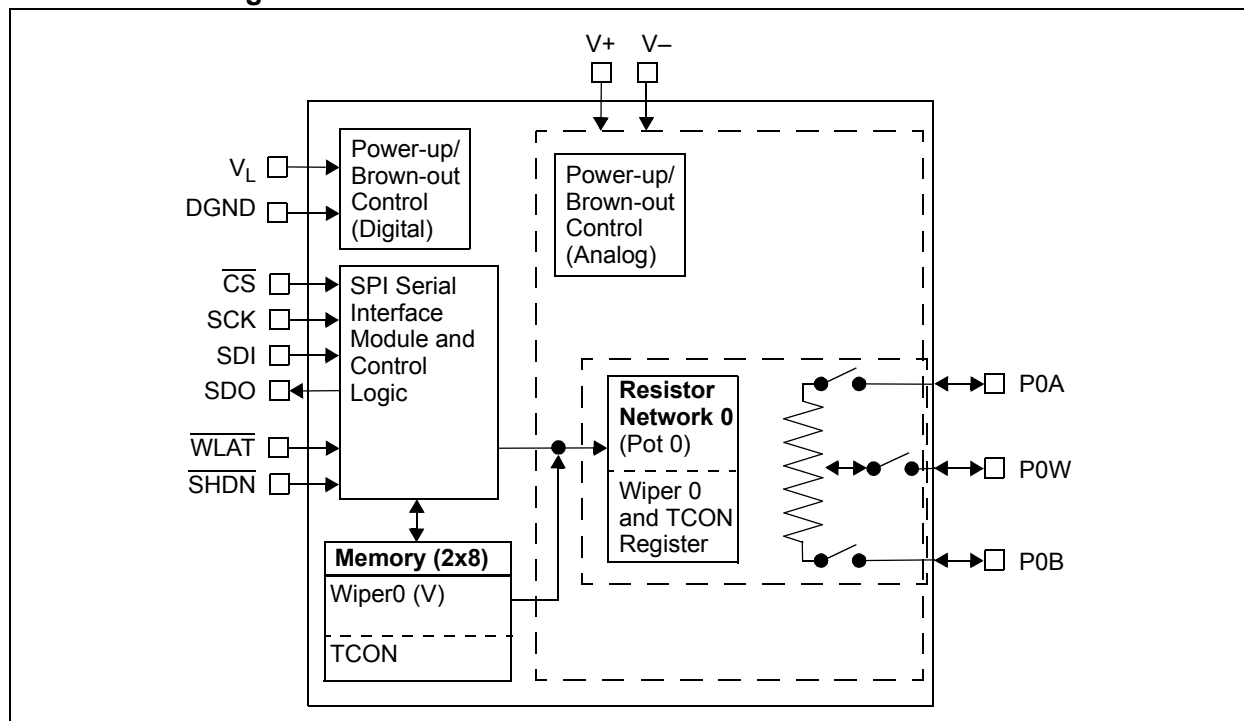 V+ V–
Power-up/
Brown-out
Control
(Digital)
VL
DGND
Power-up/
Brown-out
Control
(Analog)
CS
SCK
SDI
SDO
WLAT
SHDN
SPI Serial
Interface
Module and
Control
Logic
Resistor
Network 0
(Pot 0)
Wiper 0
and TCON
Register
P0A
P0W
P0B
Memory (2x8)
Wiper0 (V)
TCON